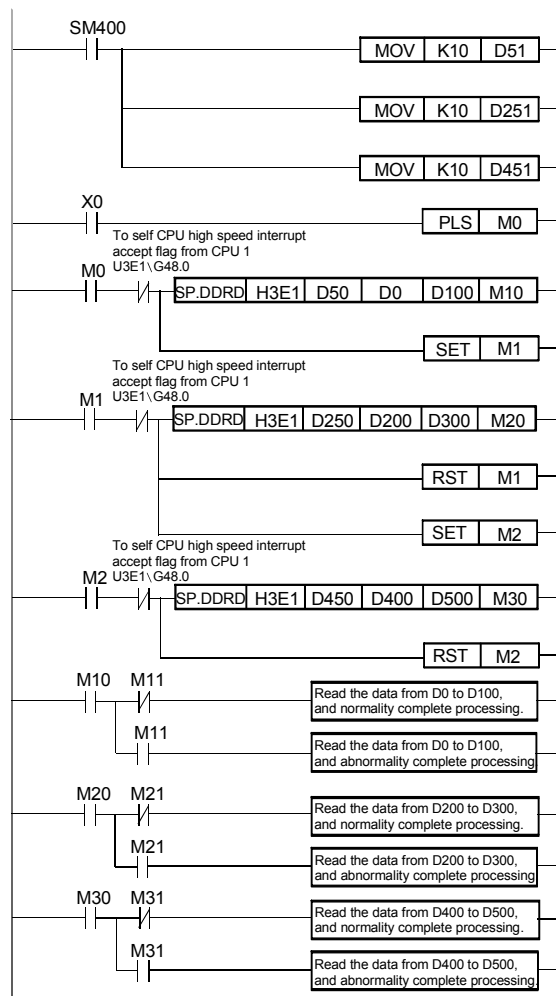 SM400
MOV K10 D51
MOV K10 D251
MOV K10 D451
X0
PLS M0
To self CPU high speed interrupt
accept flag from CPU 1
U3E1\G48.0
M0
SP.DDRD H3E1 D50 D0 D100 M10
SET M1
To self CPU high speed interrupt
accept flag from CPU 1
U3E1\G48.0
M1
SP.DDRD H3E1 D250 D200 D300 M20
RST M1
SET M2
To self CPU high speed interrupt
accept flag from CPU 1
U3E1\G48.0
M2
SP.DDRD H3E1 D450 D400 D500 M30
RST M2
M10 M11
Read the data from D0 to D100,
and normality complete processing.
M11
Read the data from D0 to D100,
and abnormality complete processing
M20 M21
Read the data from D200 to D300,
and normality complete processing.
M21
Read the data from D200 to D300,
and abnormality complete processing
M30 M31
Read the data from D400 to D500,
and normality complete processing.
M31
Read the data from D400 to D500,
and abnormality complete processing.